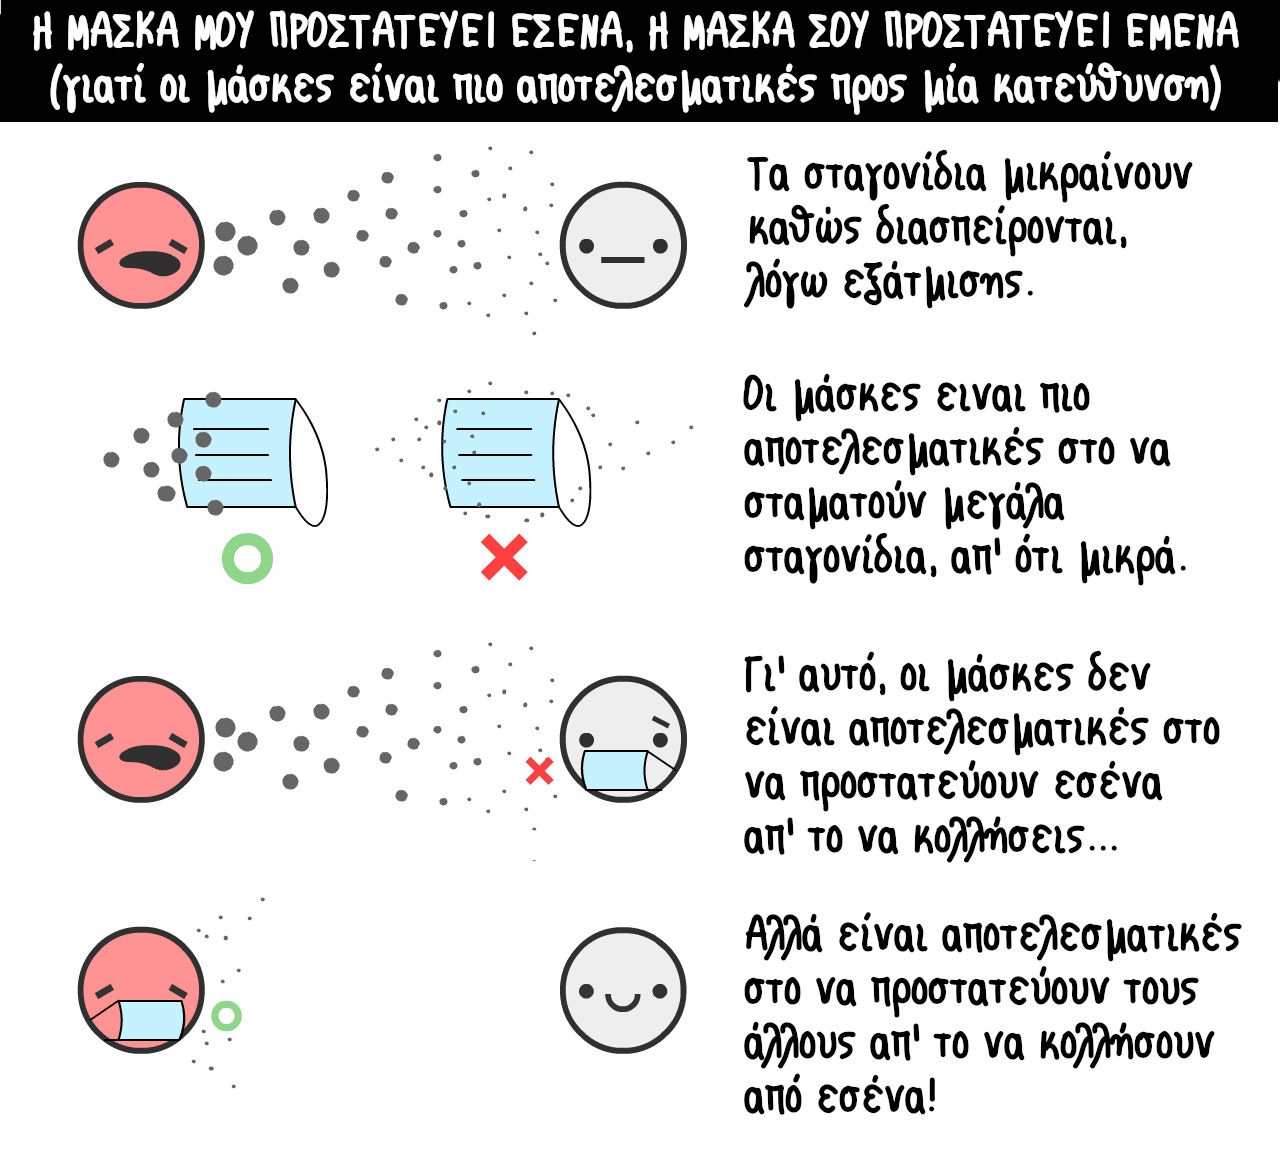 Η ΜΑΣΚΑ ΜΟΥ ΠΡΟΣΤΑΤΕΥΕΙ ΕΣΕΝΑ, Η ΜΑΣΚΑ ΣΟΥ ΠΡΟΣΤΑΤΕΥΕΙ ΕΜΕΝΑ
(γιατί οι μάσκες είναι πιο αποτελεσματικές προς μία κατεύθυνση)
Τα σταγονίδια μικραίνουν
καθώς διασπείρονται,
λόγω εξάτμισης.
Οι μάσκες ειναι πιο
αποτελεσματικές στο να
σταματούν μεγάλα
σταγονίδια, απ' ότι μικρά.
Γι' αυτό, οι μάσκες δεν
είναι αποτελεσματικές στο
να προστατεύουν εσένα
απ' το να κολλήσεις...
Αλλά είναι αποτελεσματικές
στο να προστατεύουν τους
άλλους απ' το να κολλήσουν
από εσένα!